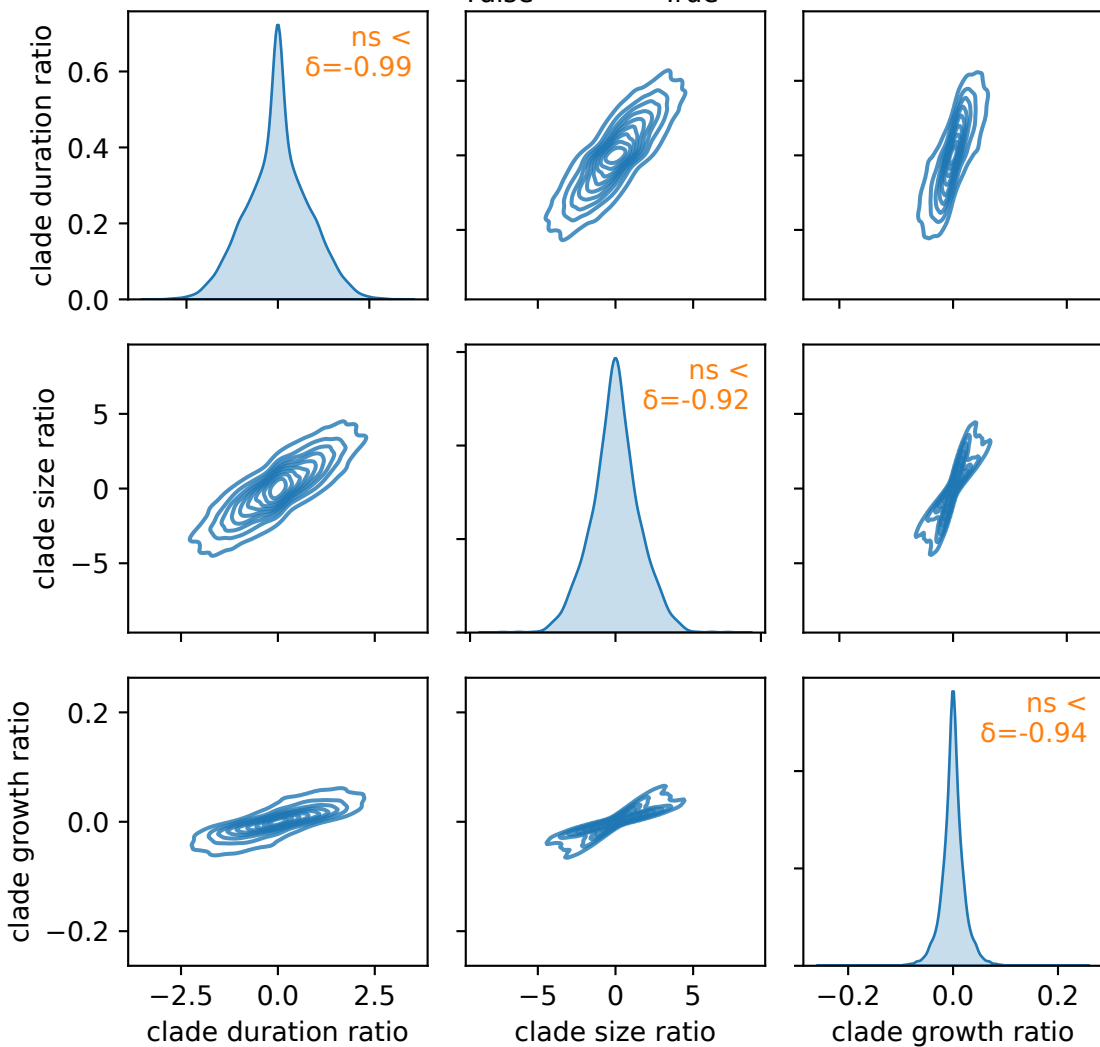 ns <
δ=-0.99
clade duration ratio
0.6
0.4
0.2
0.0
ns <
δ=-0.92
clade size ratio
5
0
−5
ns <
δ=-0.94
clade growth ratio
0.2
0.0
−0.2
−2.5 0.0 2.5
−5 0 5
−0.2 0.0 0.2
clade duration ratio
clade size ratio
clade growth ratio